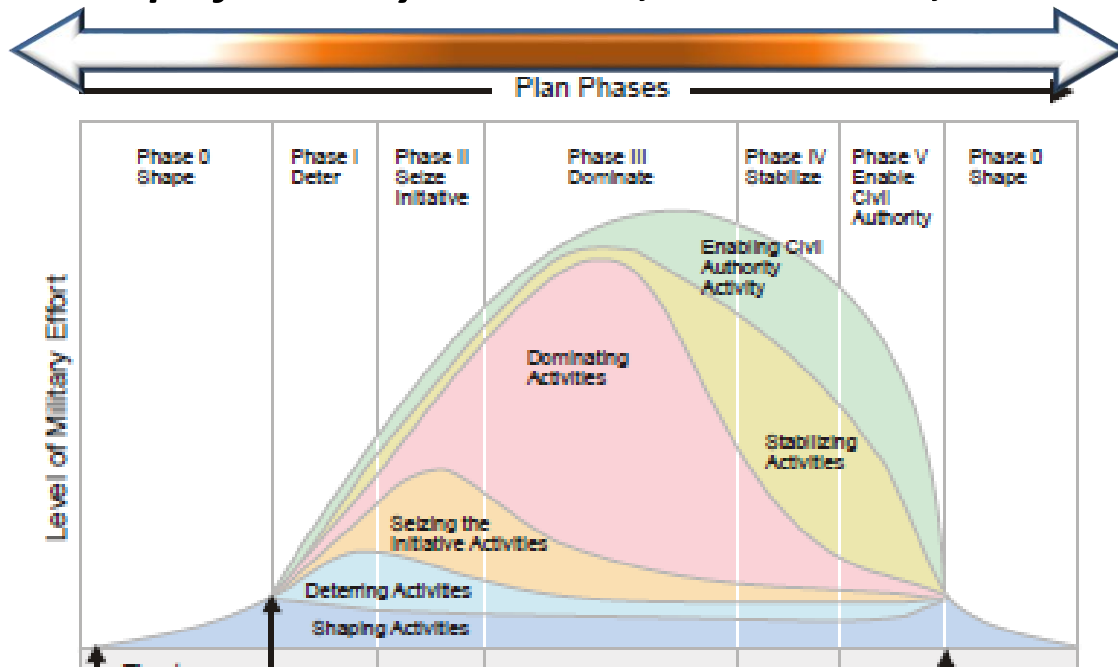 Plan Phases
Phase 0
Shape
Phase I
Deter
Phase II
Seize
Initiative
Phase III
Dominate
Phase IV
Stabilize
Phase V
Enable
Civil
Authority
Phase 0
Shape
Level of Military Effort
Enabling Civil
Authority
Activity
Dominating
Activities
Stabilizing
Activities
Seizing the
Initiative Activities
Deterring Activities
Shaping Activities